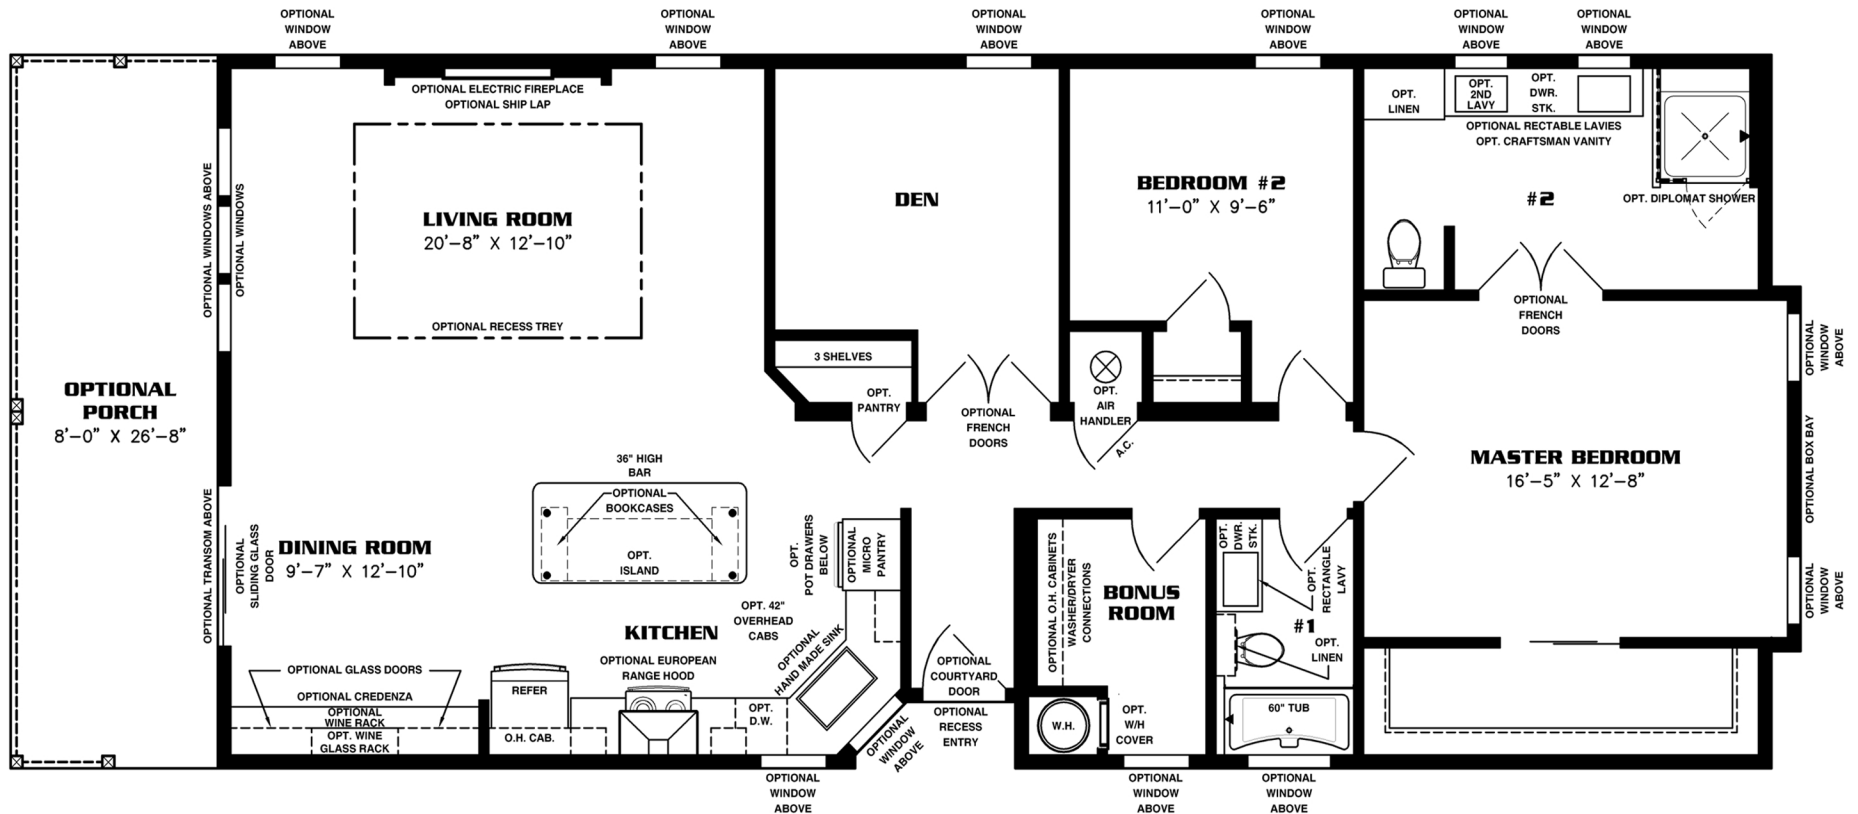 OPTIONAL
WINDOW
ABOVE
OPTIONAL
WINDOW
ABOVE
OPTIONAL
WINDOW
ABOVE
OPTIONAL
WINDOW
ABOVE
OPTIONAL
WINDOW
ABOVE
OPTIONAL
WINDOW
ABOVE
OPTIONAL ELECTRIC FIREPLACE
OPTIONAL SHIP LAP
LIVING ROOM
20'-8" X 12'-10"
OPTIONAL RECESS TREY
OPTIONAL WINDOWS ABOVE
OPTIONAL WINDOWS
OPTIONAL
PORCH
8'-0" X 26'-8"
DEN
3 SHELVES
OPT.
PANTRY
OPTIONAL
FRENCH
DOORS
BEDROOM #2
11'-0" X 9'-6"
OPT.
AIR
HANDLER
A.C.
OPT.
LINEN
OPT.
2ND
LAVY
OPT.
DWR.
STK.
OPTIONAL RECTABLE LAVIES
OPT. CRAFTSMAN VANITY
#2
OPT. DIPLOMAT SHOWER
OPTIONAL
FRENCH
DOORS
OPTIONAL
WINDOW
ABOVE
OPTIONAL BOX BAY
OPTIONAL
WINDOW
ABOVE
MASTER BEDROOM
16'-5" X 12'-8"
36" HIGH
BAR
OPTIONAL
BOOKCASES
OPT.
ISLAND
OPTIONAL TRANSOM ABOVE
OPTIONAL
SLIDING GLASS
DOOR
DINING ROOM
9'-7" X 12'-10"
OPT.
POT DRAWERS
BELOW
OPTIONAL
MICRO
PANTRY
OPT. 42"
OVERHEAD
CABS
KITCHEN
OPTIONAL EUROPEAN
RANGE HOOD
OPTIONAL
HAND MADE SINK
OPTIONAL GLASS DOORS
OPTIONAL CREDENZA
OPTIONAL
WINE RACK
OPT. WINE
GLASS RACK
REFER
O.H. CAB.
OPT.
D.W.
OPTIONAL
WINDOW
ABOVE
OPTIONAL
WINDOW
ABOVE
OPTIONAL
COURTYARD
DOOR
OPTIONAL
RECESS
ENTRY
OPTIONAL O.H. CABINETS
WASHER/DRYER
CONNECTIONS
BONUS
ROOM
W.H.
OPT.
W/H
COVER
OPT.
DWR.
STK.
OPT.
RECTANGLE
LAVY
#1
OPT.
LINEN
60" TUB
OPTIONAL
WINDOW
ABOVE
OPTIONAL
WINDOW
ABOVE